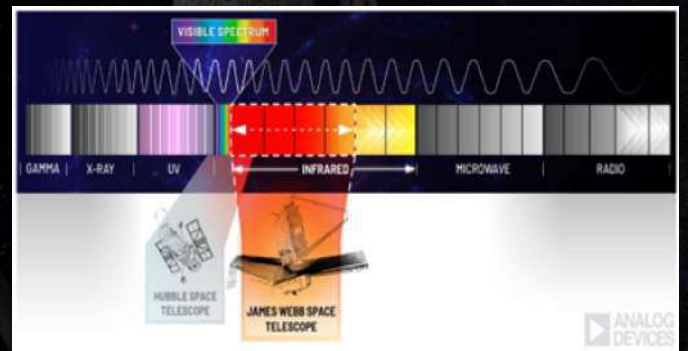 VISIBLE SPECTRUM
GAMMA X-RAY UV INFRARED MICROWAVE RADIO
HUBBLE SPACE
TELESCOPE
JAMES WEBB SPACE
TELESCOPE
ANALOG
DEVICES